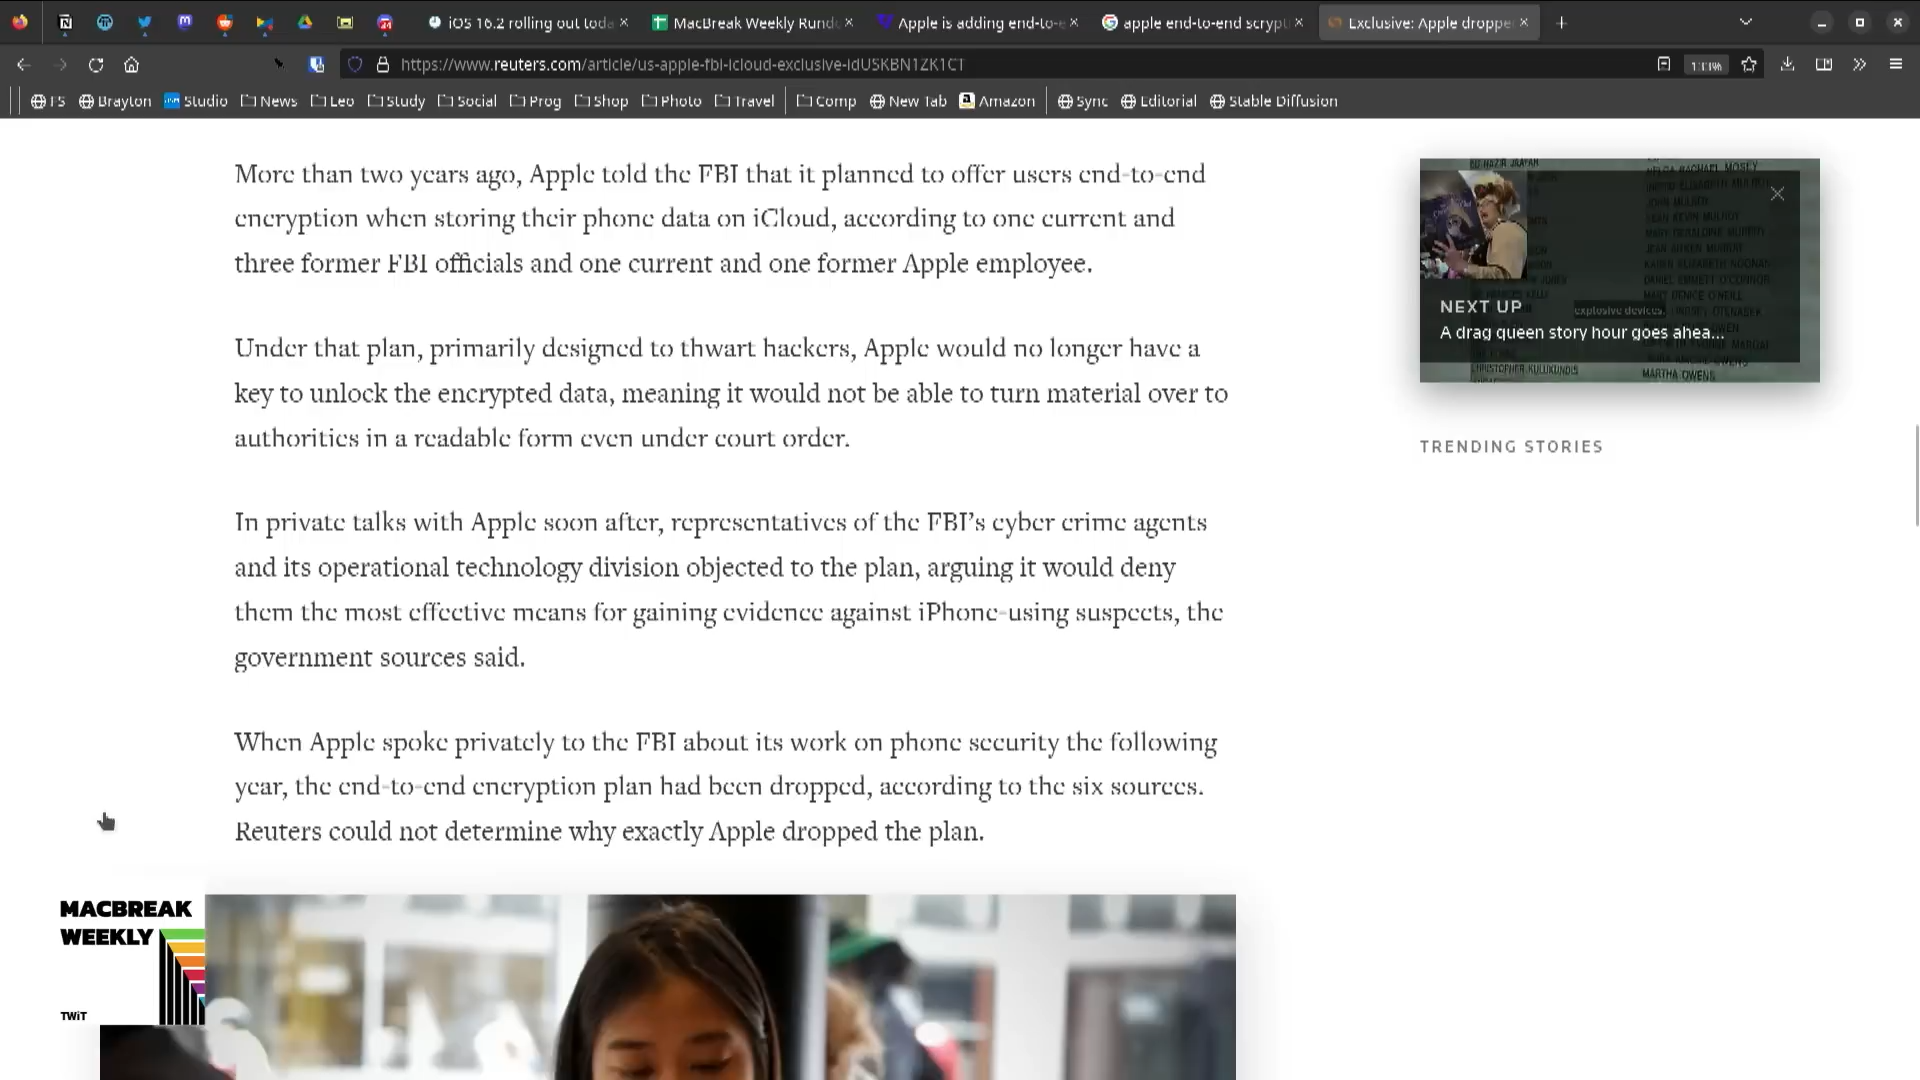 iOS 16.2 rolling out toda
MacBreak Weekly Rund
Apple is adding end-to-e
apple end-to-end scrypt
Exclusive: Apple droppe
https://www.reuters.com/article/us-apple-fbi-icloud-exclusive-idUSKBN1ZK1CT
133%
FS Brayton Studio News Leo Study Social Prog Shop Photo Travel Comp New Tab Amazon Sync Editorial Stable Diffusion
More than two years ago, Apple told the FBI that it planned to offer users end-to-end
encryption when storing their phone data on iCloud, according to one current and
three former FBI officials and one current and one former Apple employee.
Under that plan, primarily designed to thwart hackers, Apple would no longer have a
key to unlock the encrypted data, meaning it would not be able to turn material over to
authorities in a readable form even under court order.
In private talks with Apple soon after, representatives of the FBI’s cyber crime agents
and its operational technology division objected to the plan, arguing it would deny
them the most effective means for gaining evidence against iPhone-using suspects, the
government sources said.
When Apple spoke privately to the FBI about its work on phone security the following
year, the end-to-end encryption plan had been dropped, according to the six sources.
Reuters could not determine why exactly Apple dropped the plan.
MACBREAK
WEEKLY
TWiT
NEXT UP
explosive devices
A drag queen story hour goes ahea...
CHRISTOPHER KULUKUNDIS
MARTHA OWENS
TRENDING STORIES